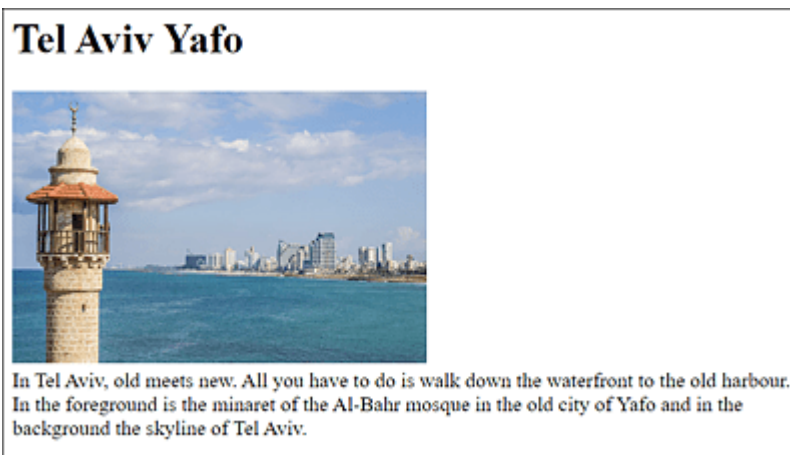 Tel Aviv Yafo
In Tel Aviv, old meets new. All you have to do is walk down the waterfront to the old harbour.
In the foreground is the minaret of the Al-Bahr mosque in the old city of Yafo and in the
background the skyline of Tel Aviv.